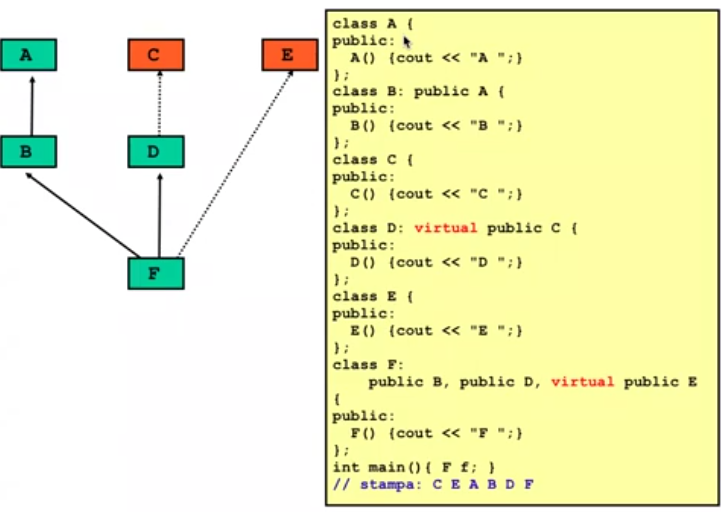 A
C
E
B
D
F
class A {
public:
  A() {cout << "A ";}
};
class B: public A {
public:
  B() {cout << "B ";}
};
class C {
public:
  C() {cout << "C ";}
};
class D: virtual public C {
public:
  D() {cout << "D ";}
};
class E {
public:
  E() {cout << "E ";}
};
class F:
    public B, public D, virtual public E
{
public:
  F() {cout << "F ";}
};
int main(){ F f; }
// stampa: C E A B D F